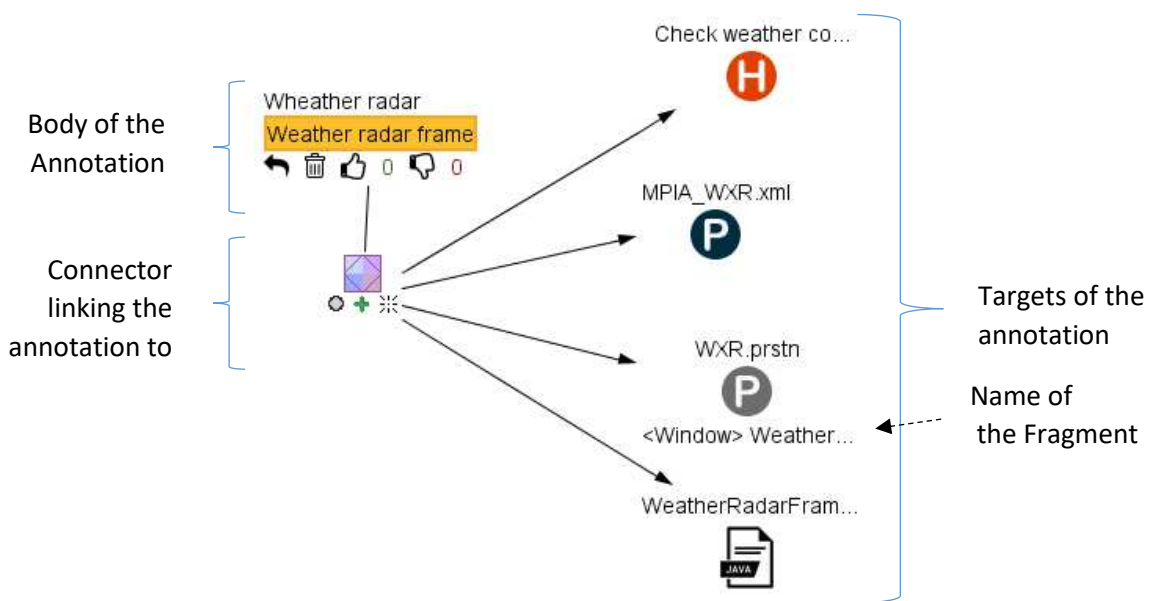 Check weather co...
H
Wheather radar
Weather radar frame
0 0
Body of the
Annotation
MPIA_WXR.xml
P
Connector
linking the
annotation to
Targets of the
annotation
WXR.prstn
P
<Window> Weather...
Name of
the Fragment
WeatherRadarFram...
JAVA